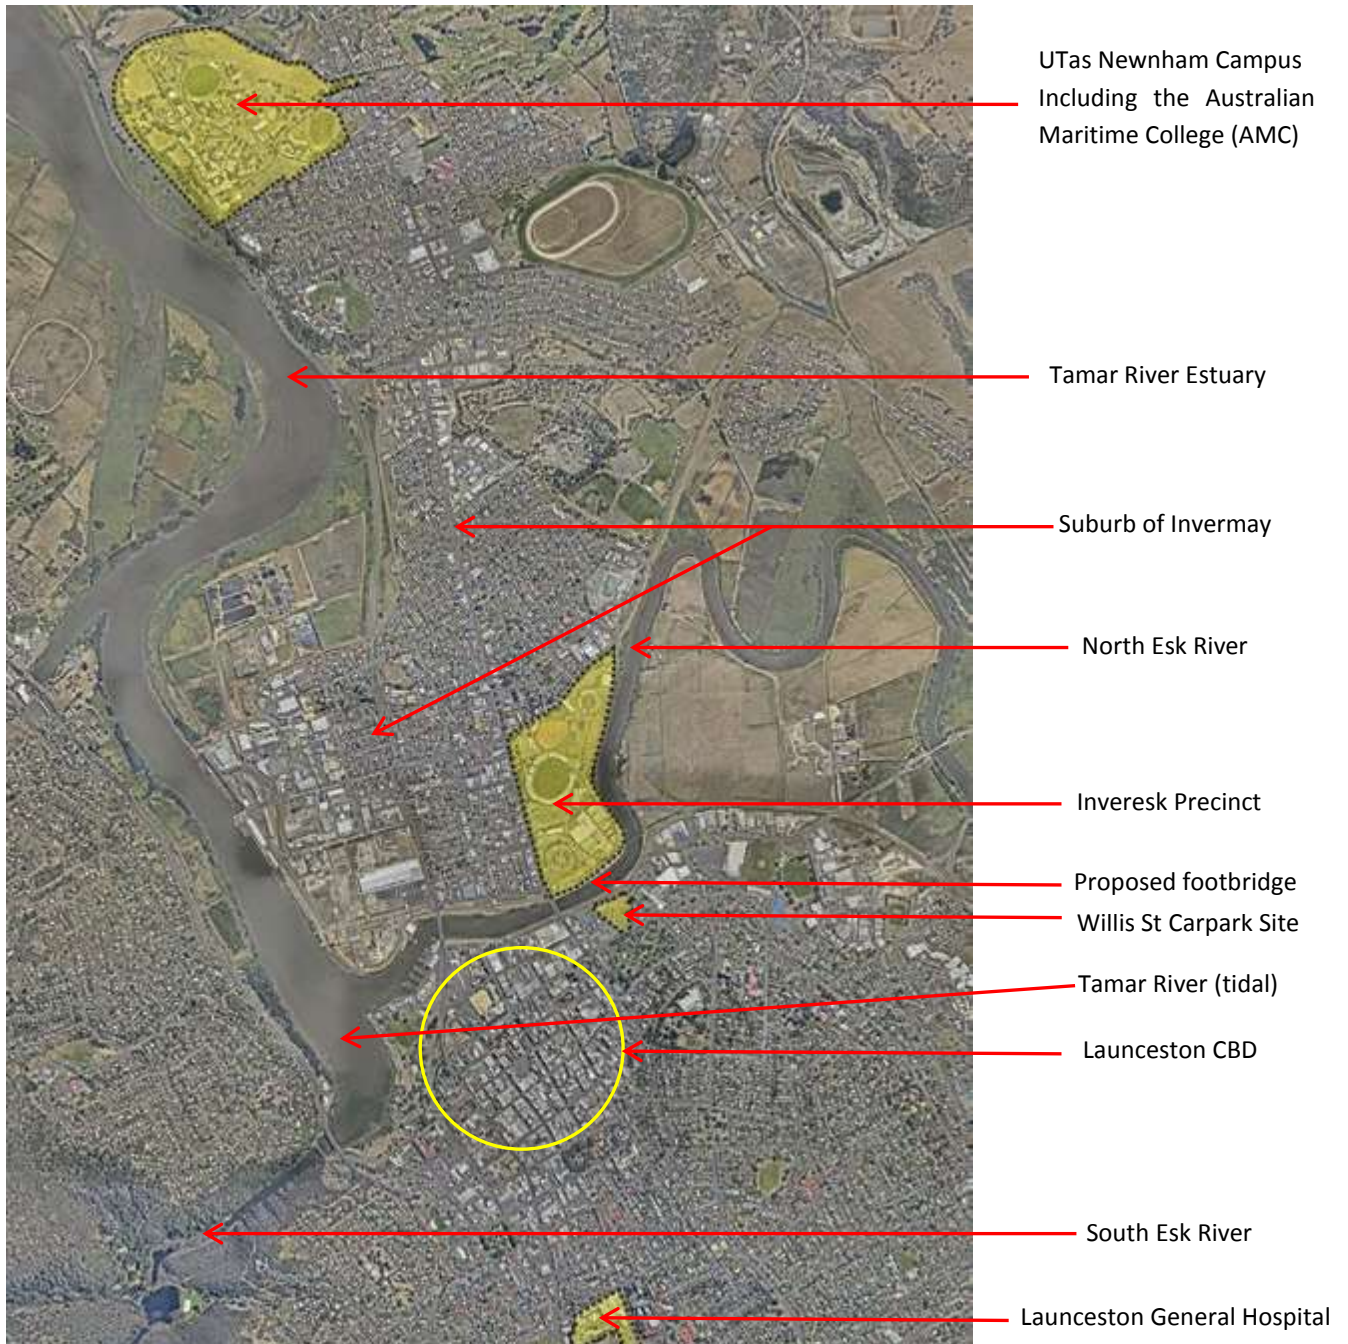 UTas Newnham Campus
Including the Australian
Maritime College (AMC)
Tamar River Estuary
Suburb of Invermay
North Esk River
Inveresk Precinct
Proposed footbridge
Willis St Carpark Site
Tamar River (tidal)
Launceston CBD
South Esk River
Launceston General Hospital